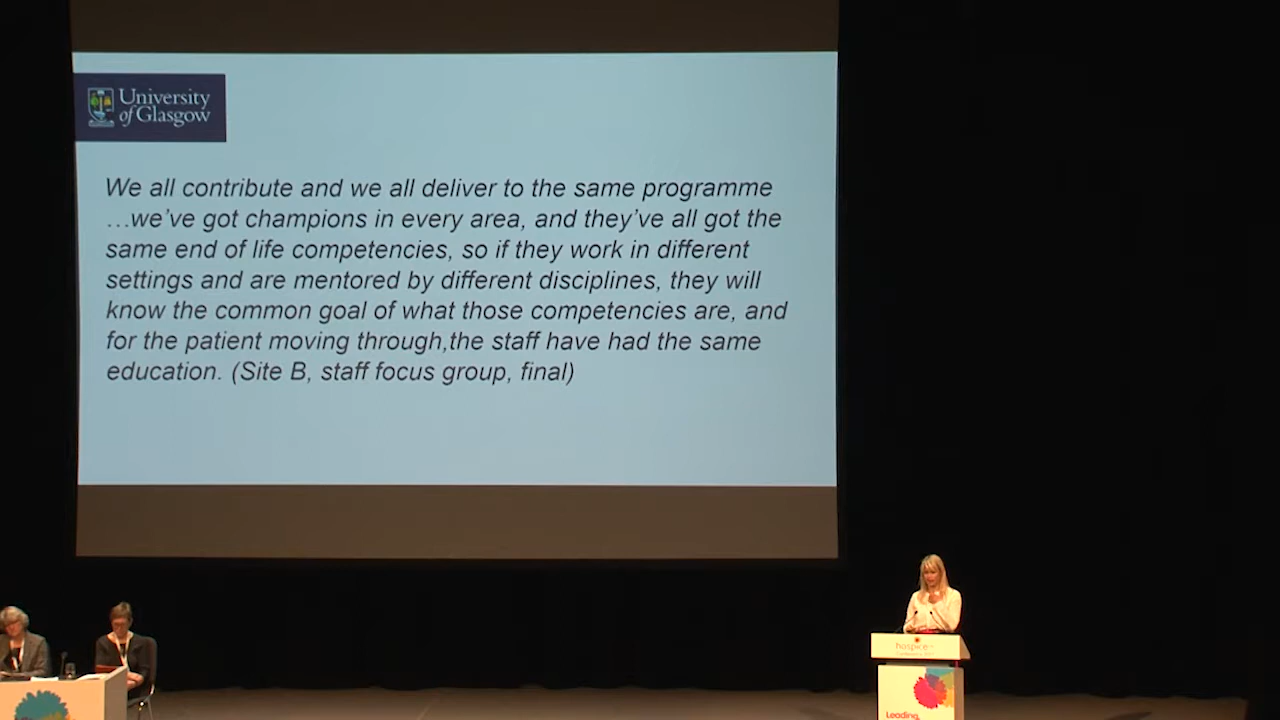 University
of Glasgow
We all contribute and we all deliver to the same programme
…we've got champions in every area, and they've all got the
same end of life competencies, so if they work in different
settings and are mentored by different disciplines, they will
know the common goal of what those competencies are, and
for the patient moving through,the staff have had the same
education. (Site B, staff focus group, final)
hospice
Leading,